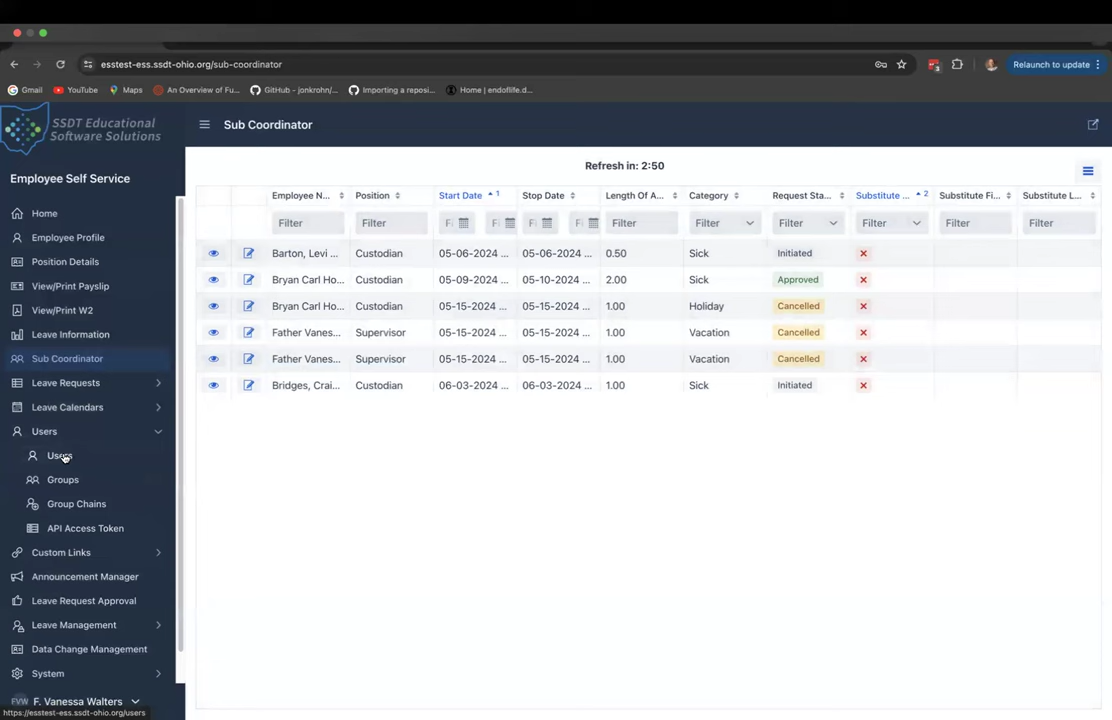 esstest-ess.ssdt-ohio.org/sub-coordinator
Relaunch to update
Gmail
YouTube
Maps
An Overview of Fu...
GitHub - jonkrohn/...
Importing a reposi...
Home | endoflife.d...
SSDT Educational
Software Solutions
Sub Coordinator
Employee Self Service
Home
Employee Profile
Position Details
View/Print Payslip
View/Print W2
Leave Information
Sub Coordinator
Leave Requests
Leave Calendars
Users
Users
Groups
Group Chains
API Access Token
Custom Links
Announcement Manager
Leave Request Approval
Leave Management
Data Change Management
System
FVW F. Vanessa Walters
https://esstest-ess.ssdt-ohio.org/users
Refresh in: 2:50
Employee N... Position Start Date 1 Stop Date Length Of A... Category Request Sta... Substitute ... 2 Substitute Fi... Substitute L...
Filter Filter Filter Filter Filter Filter Filter Filter
Barton, Levi ... Custodian 05-06-2024 ... 05-06-2024 ... 0.50 Sick Initiated
Bryan Carl Ho... Custodian 05-09-2024 ... 05-10-2024 ... 2.00 Sick Approved
Bryan Carl Ho... Custodian 05-15-2024 ... 05-15-2024 ... 1.00 Holiday Cancelled
Father Vanes... Supervisor 05-15-2024 ... 05-15-2024 ... 1.00 Vacation Cancelled
Father Vanes... Supervisor 05-15-2024 ... 05-15-2024 ... 1.00 Vacation Cancelled
Bridges, Crai... Custodian 06-03-2024 ... 06-03-2024 ... 1.00 Sick Initiated